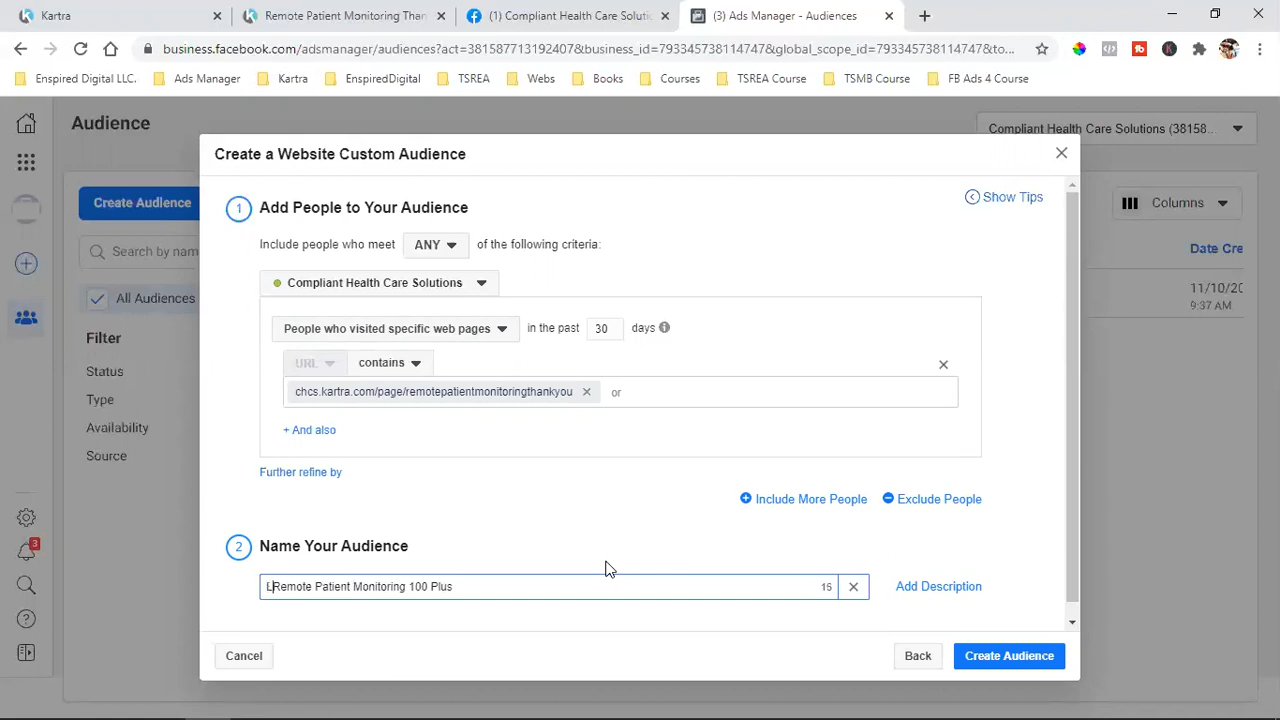 Kartra
Remote Patient Monitoring Than
(1) Compliant Health Care Soluti
(3) Ads Manager - Audiences
business.facebook.com/adsmanager/audiences?act=381587713192407&business_id=793345738114747&global_scope_id=793345738114747&to...
Enspired Digital LLC.
Ads Manager
Kartra
EnspiredDigital
TSREA
Webs
Books
Courses
TSREA Course
TSMB Course
FB Ads 4 Course
Audience
Compliant Health Care Solutions (38158...
Create a Website Custom Audience
Create Audience
Columns
Search by nam
Date Cre
All Audiences
11/10/20
9:37 AM
Filter
Status
Type
Availability
Source
3
Show Tips
1 Add People to Your Audience
Include people who meet ANY of the following criteria:
Compliant Health Care Solutions
People who visited specific web pages in the past 30 days
URL contains
chcs.kartra.com/page/remotepatientmonitoringthankyou or
+ And also
Further refine by
Include More People Exclude People
2 Name Your Audience
LRemote Patient Monitoring 100 Plus 15 Add Description
Cancel Back Create Audience